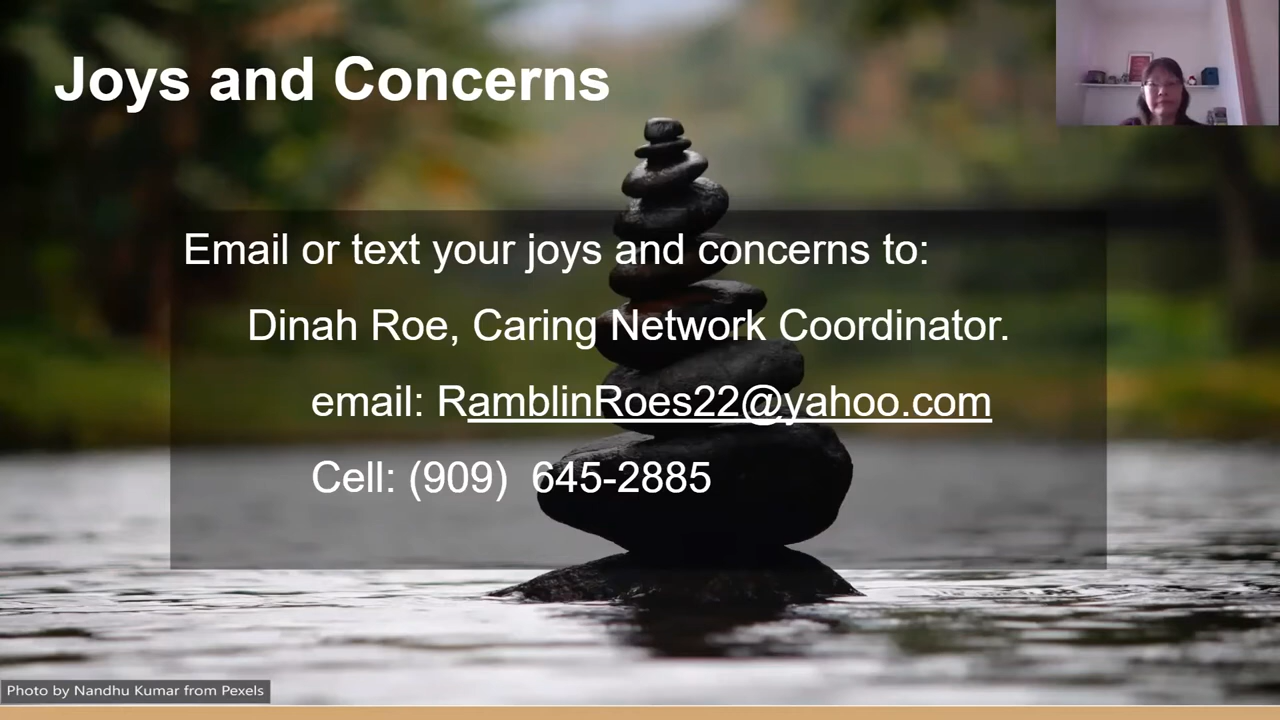 Joys and Concerns
Email or text your joys and concerns to:
Dinah Roe, Caring Network Coordinator.
email: RamblinRoes22@yahoo.com
Cell: (909)  645-2885
Photo by Nandhu Kumar from Pexels